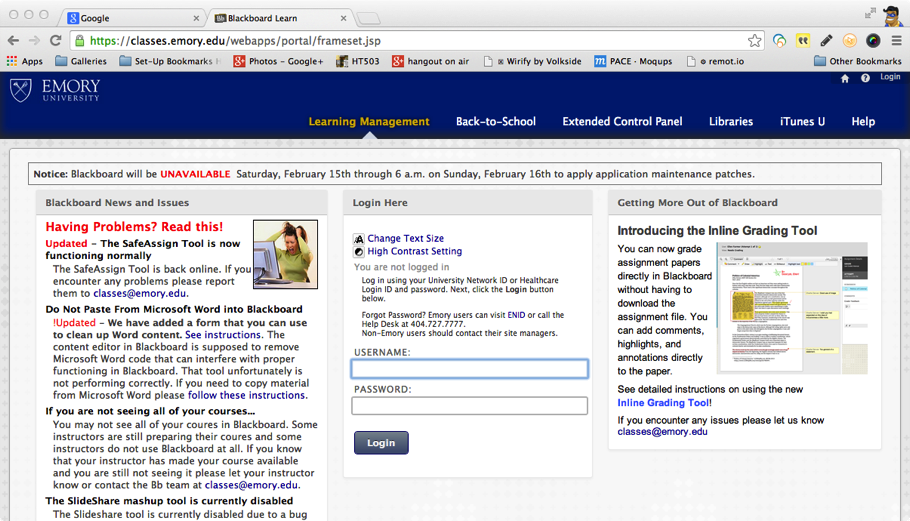 Google
Blackboard Learn
https://classes.emory.edu/webapps/portal/frameset.jsp
Apps
Galleries
Set-Up Bookmarks
Photos - Google+
HT503
hangout on air
Wirify by Volkside
PACE · Moqups
remot.io
Other Bookmarks
EMORY
UNIVERSITY
Login
Learning Management
Back-to-School
Extended Control Panel
Libraries
iTunes U
Help
Notice: Blackboard will be UNAVAILABLE Saturday, February 15th through 6 a.m. on Sunday, February 16th to apply application maintenance patches.
Blackboard News and Issues
Having Problems? Read this!
Updated - The SafeAssign Tool is now
functioning normally
The SafeAssign Tool is back online. If you
encounter any problems please report
them to classes@emory.edu.
Do Not Paste From Microsoft Word into Blackboard
!Updated - We have added a form that you can use
to clean up Word content. See instructions. The
content editor in Blackboard is supposed to remove
Microsoft Word code that can interfere with proper
functioning in Blackboard. That tool unfortunately is
not performing correctly. If you need to copy material
from Microsoft Word please follow these instructions.
If you are not seeing all of your courses...
You may not see all of your coures in Blackboard. Some
instructors are still preparing their coures and some
instructors do not use Blackboard at all. If you know
that your instructor has made your course available
and you are still not seeing it please let your instructor
know or contact the Bb team at classes@emory.edu.
The SlideShare mashup tool is currently disabled
The Slideshare tool is currently disabled due to a bug
Login Here
Change Text Size
High Contrast Setting
You are not logged in
Log in using your University Network ID or Healthcare
Login ID and password. Next, click the Login button
below.
Forgot Password? Emory users can visit ENID or call the
Help Desk at 404.727.7777.
Non-Emory users should contact their site managers.
USERNAME:
PASSWORD:
Login
Getting More Out of Blackboard
Introducing the Inline Grading Tool
You can now grade
assignment papers
directly in Blackboard
without having to
download the
assignment file. You
can add comments,
highlights, and
annotations directly
to the paper.
See detailed instructions on using the new
Inline Grading Tool!
If you encounter any issues please let us know
classes@emory.edu